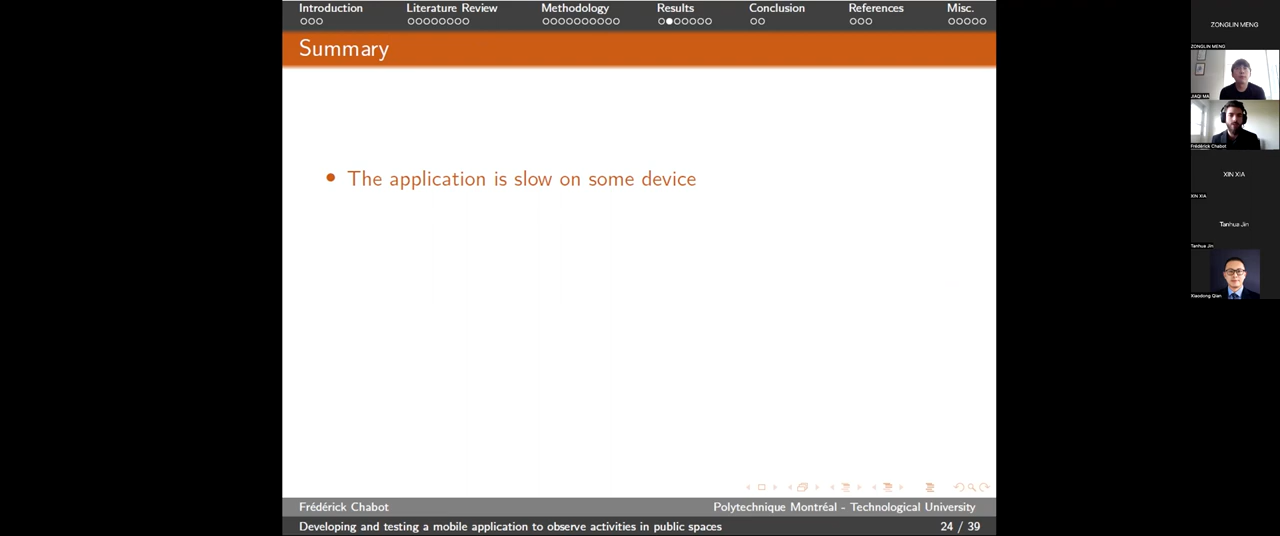 Introduction
Literature Review
Methodology
Results
Conclusion
References
Misc.
Summary
The application is slow on some device
Frédérick Chabot
Polytechnique Montréal - Technological University
Developing and testing a mobile application to observe activities in public spaces
24 / 39
ZONGLIN MENG
ZONGLIN MENG
JIAQI MA
Frédérick Chabot
XIN XIA
XIN XIA
Tanhua Jin
Tanhua Jin
Xiaodong Qian